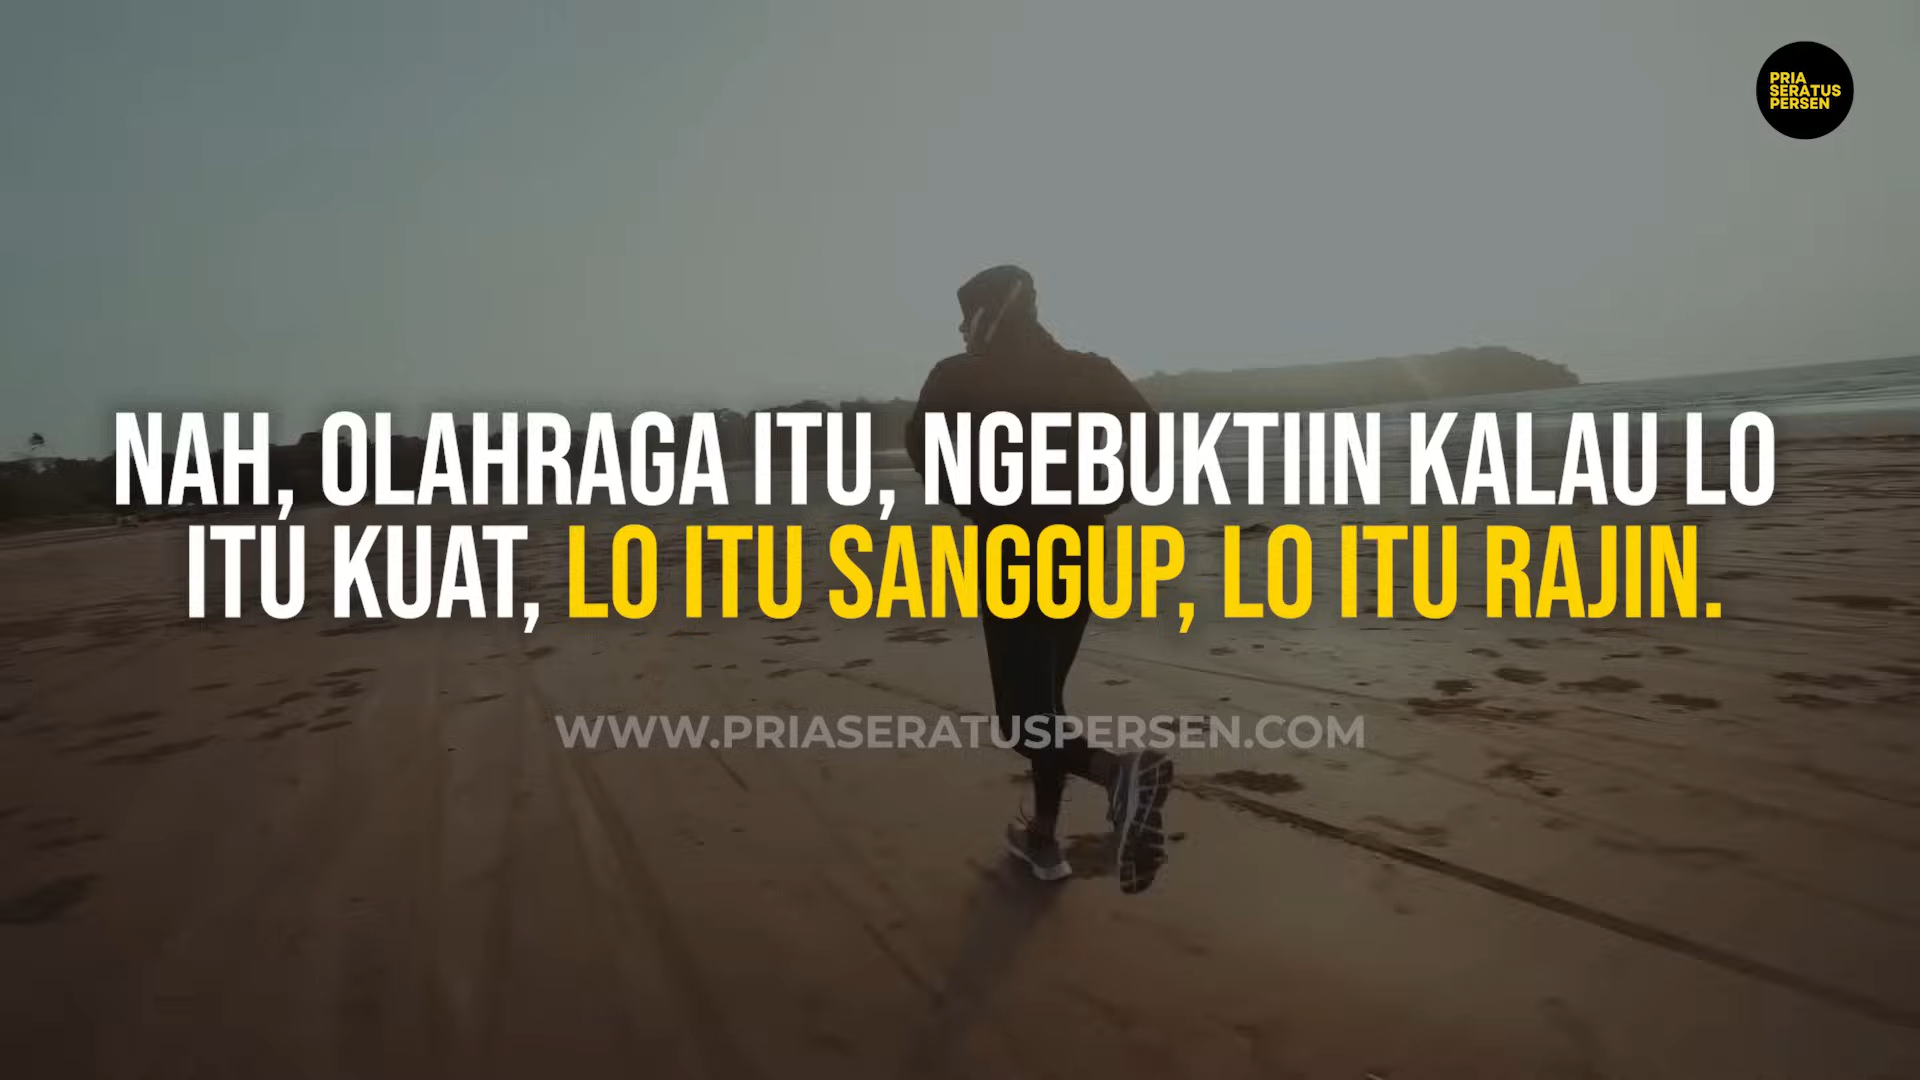 PRIA
SERATUS
PERSEN
NAH, OLAHRAGA ITU, NGEBUKTIIN KALAU LO
ITU KUAT, LO ITU SANGGUP, LO ITU RAJIN.
WWW.PRIASERATUSPERSEN.COM